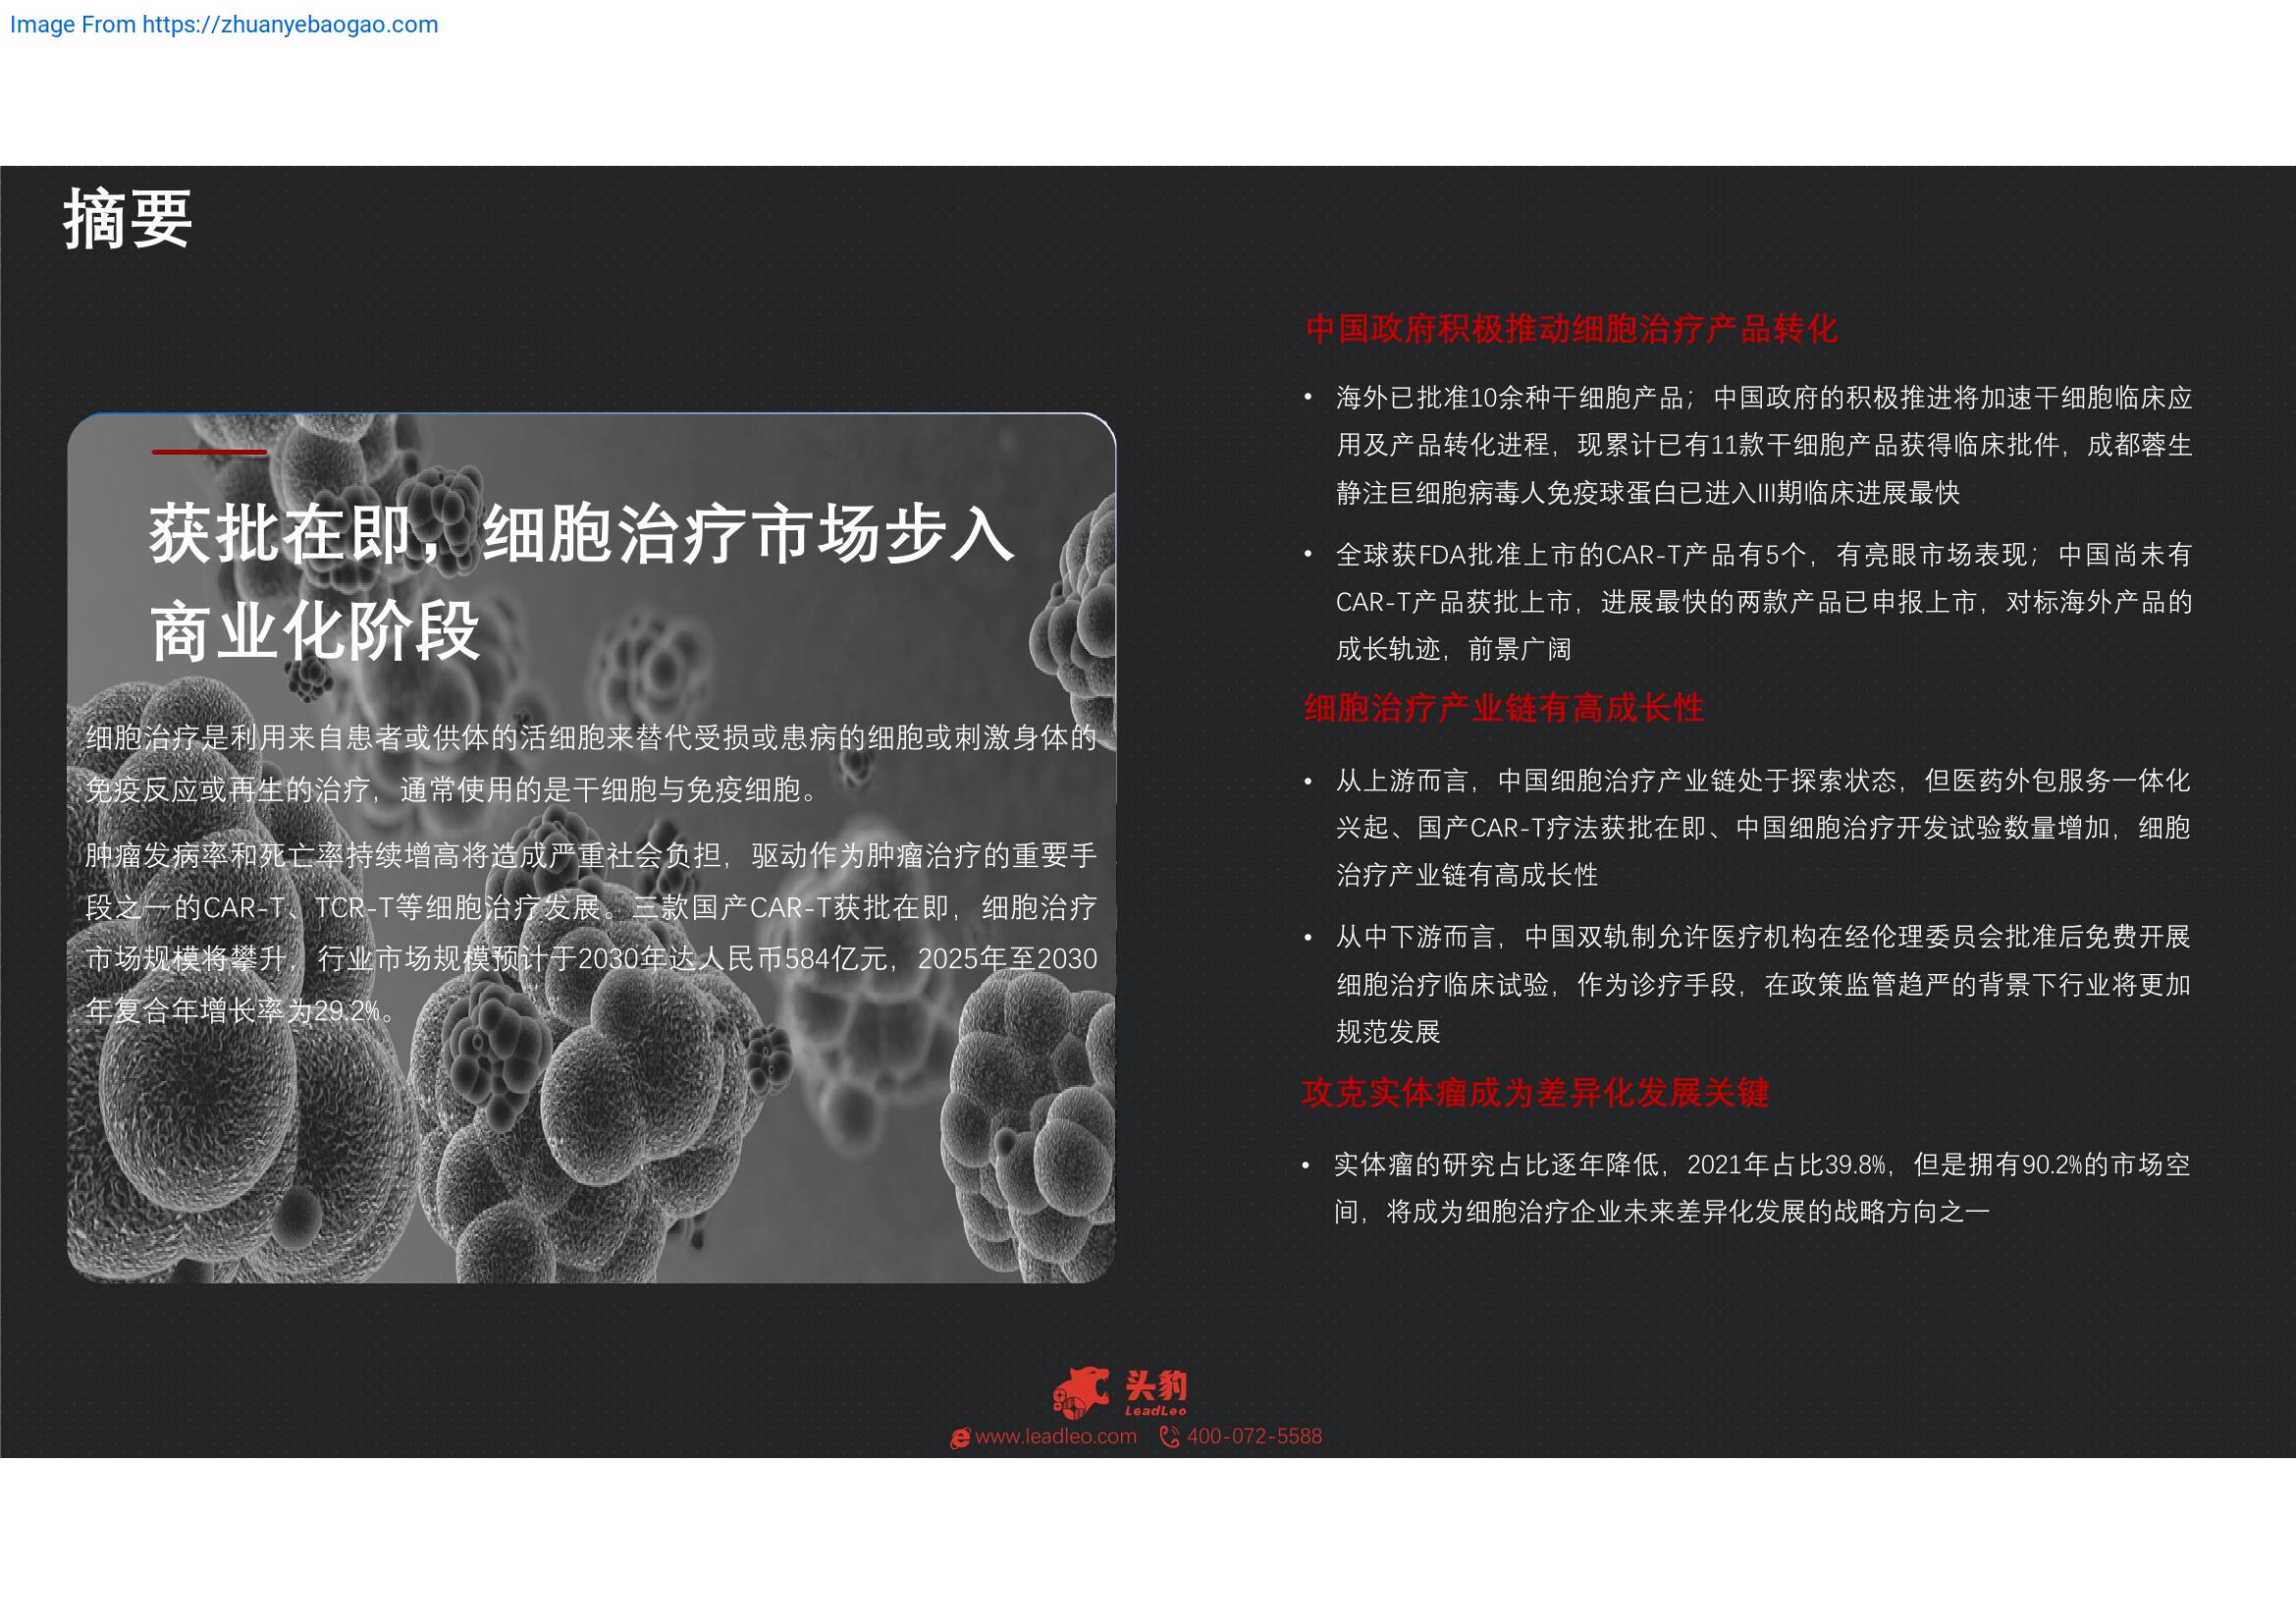 Image From https://zhuanyebaogao.com
摘要
获批在即，细胞治疗市场步入
商业化阶段
细胞治疗是利用来自患者或供体的活细胞来替代受损或患病的细胞或刺激身体的
免疫反应或再生的治疗，通常使用的是干细胞与免疫细胞。
肿瘤发病率和死亡率持续增高将造成严重社会负担，驱动作为肿瘤治疗的重要手
段之一的CAR-T、TCR-T等细胞治疗发展。三款国产CAR-T获批在即，细胞治疗
市场规模将攀升，行业市场规模预计于2030年达人民币584亿元，2025年至2030
年复合年增长率为29.2%。
中国政府积极推动细胞治疗产品转化
• 海外已批准10余种干细胞产品；中国政府的积极推进将加速干细胞临床应
用及产品转化进程，现累计已有11款干细胞产品获得临床批件，成都蓉生
静注巨细胞病毒人免疫球蛋白已进入III期临床进展最快
• 全球获FDA批准上市的CAR-T产品有5个，有亮眼市场表现；中国尚未有
CAR-T产品获批上市，进展最快的两款产品已申报上市，对标海外产品的
成长轨迹，前景广阔
细胞治疗产业链有高成长性
• 从上游而言，中国细胞治疗产业链处于探索状态，但医药外包服务一体化
兴起、国产CAR-T疗法获批在即、中国细胞治疗开发试验数量增加，细胞
治疗产业链有高成长性
• 从中下游而言，中国双轨制允许医疗机构在经伦理委员会批准后免费开展
细胞治疗临床试验，作为诊疗手段，在政策监管趋严的背景下行业将更加
规范发展
攻克实体瘤成为差异化发展关键
• 实体瘤的研究占比逐年降低，2021年占比39.8%，但是拥有90.2%的市场空
间，将成为细胞治疗企业未来差异化发展的战略方向之一
头豹
LeadLeo
www.leadleo.com 400-072-5588